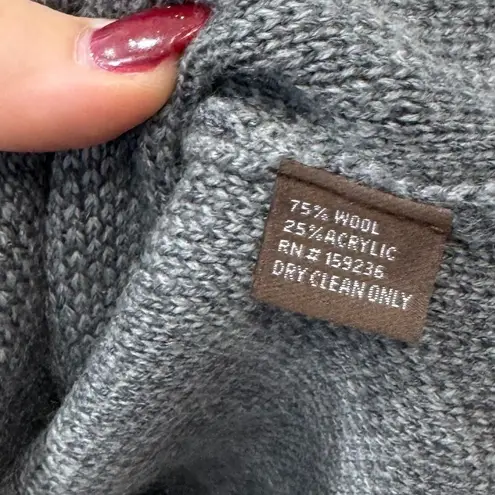 75% WOOL
25% ACRYLIC
RN # 159236
DRY CLEAN ONLY